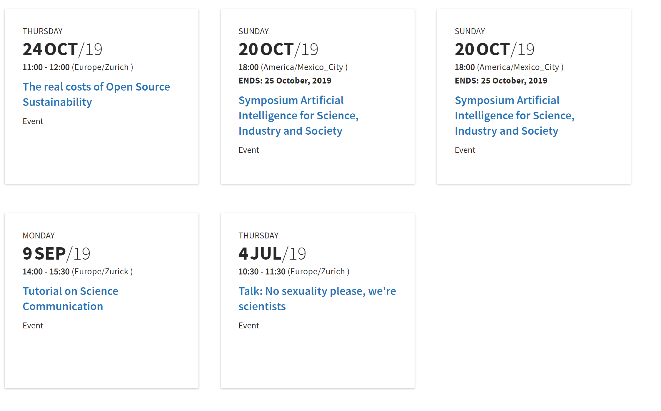 THURSDAY
24 OCT/19
11:00 - 12:00 (Europe/Zurich )
The real costs of Open Source
Sustainability
Event
SUNDAY
20 OCT/19
18:00 (America/Mexico_City )
ENDS: 25 October, 2019
Symposium Artificial
Intelligence for Science,
Industry and Society
Event
SUNDAY
20 OCT/19
18:00 (America/Mexico_City )
ENDS: 25 October, 2019
Symposium Artificial
Intelligence for Science,
Industry and Society
Event
MONDAY
9 SEP/19
14:00 - 15:30 (Europe/Zurick )
Tutorial on Science
Communication
Event
THURSDAY
4 JUL/19
10:30 - 11:30 (Europe/Zurich )
Talk: No sexuality please, we're
scientists
Event